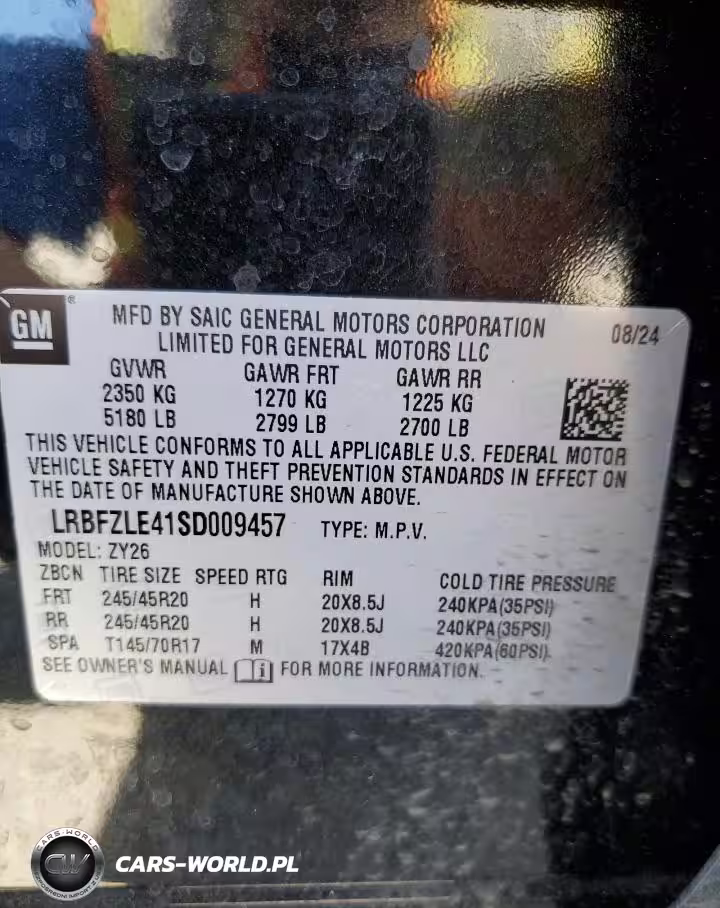 GM
®
MFD BY SAIC GENERAL MOTORS CORPORATION 08/24
LIMITED FOR GENERAL MOTORS LLC
GVWR GAWR FRT GAWR RR
2350 KG 1270 KG 1225 KG
5180 LB 2799 LB 2700 LB
THIS VEHICLE CONFORMS TO ALL APPLICABLE U.S. FEDERAL MOTOR
VEHICLE SAFETY AND THEFT PREVENTION STANDARDS IN EFFECT ON
THE DATE OF MANUFACTURE SHOWN ABOVE.
LRBFZLE41SD009457 TYPE: M.P.V.
MODEL: ZY26
ZBCN TIRE SIZE SPEED RTG RIM COLD TIRE PRESSURE
FRT 245/45R20 H 20X8.5J 240KPA(35PSI)
RR 245/45R20 H 20X8.5J 240KPA(35PSI)
SPA T145/70R17 M 17X4B 420KPA(60PSI)
SEE OWNER'S MANUAL i FOR MORE INFORMATION.
CARS-WORLD
CW
CARS-WORLD.PL